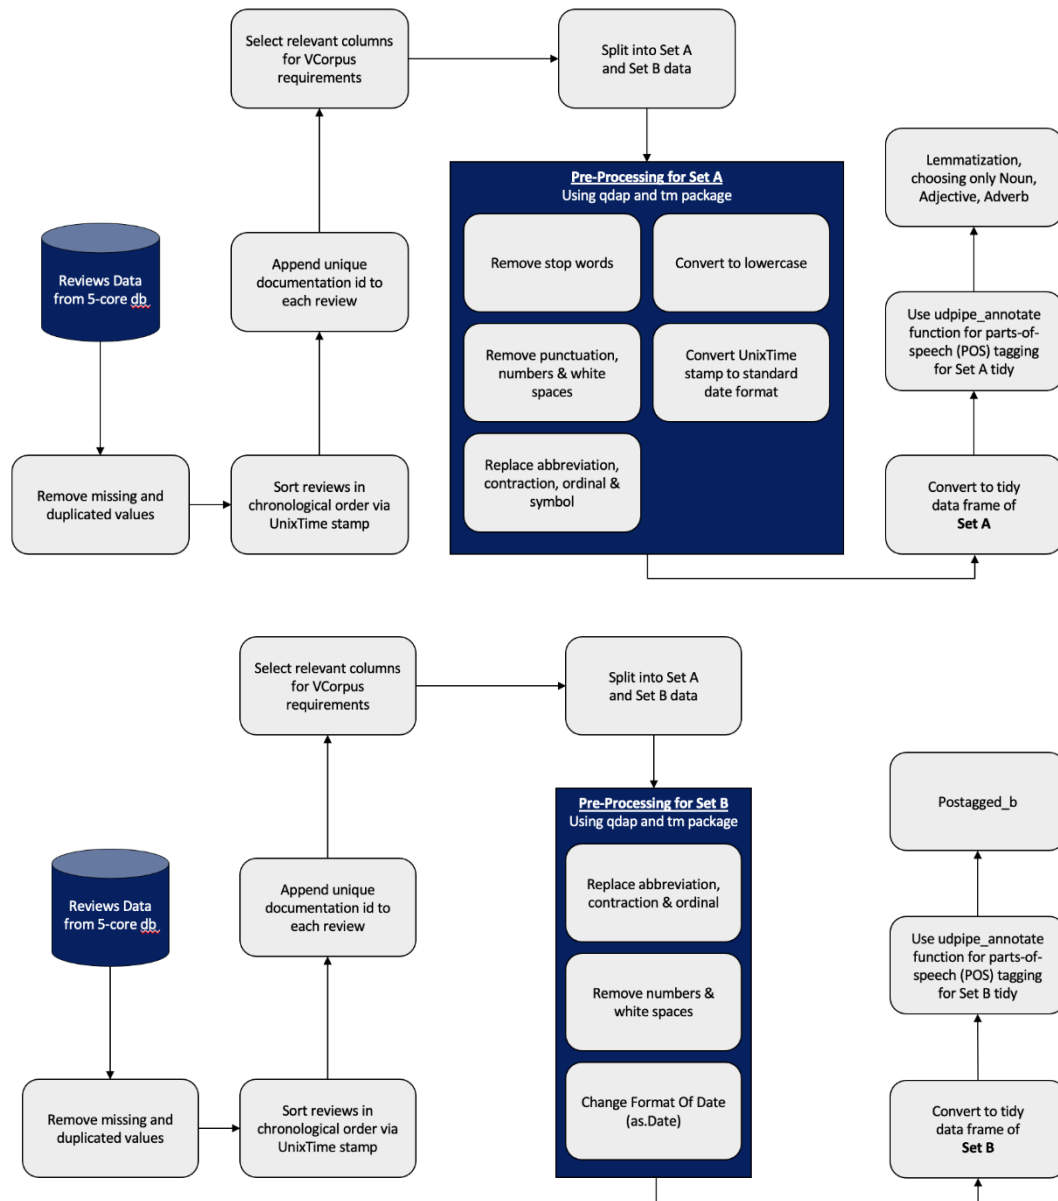 Reviews Data
from 5-core db
Remove missing and
duplicated values
Sort reviews in
chronological order via
UnixTime stamp
Append unique
documentation id to
each review
Select relevant columns
for VCorpus
requirements
Split into Set A
and Set B data
Pre-Processing for Set A
Using qdap and tm package
Remove stop words
Convert to lowercase
Remove punctuation,
numbers & white
spaces
Convert UnixTime
stamp to standard
date format
Replace abbreviation,
contraction, ordinal &
symbol
Convert to tidy
data frame of
Set A
Use udpipe_annotate
function for parts-of-
speech (POS) tagging
for Set A tidy
Lemmatization,
choosing only Noun,
Adjective, Adverb
Reviews Data
from 5-core db
Remove missing and
duplicated values
Sort reviews in
chronological order via
UnixTime stamp
Append unique
documentation id to
each review
Select relevant columns
for VCorpus
requirements
Split into Set A
and Set B data
Pre-Processing for Set B
Using qdap and tm package
Replace abbreviation,
contraction & ordinal
Remove numbers &
white spaces
Change Format Of Date
(as.Date)
Convert to tidy
data frame of
Set B
Use udpipe_annotate
function for parts-of-
speech (POS) tagging
for Set B tidy
Postagged_b